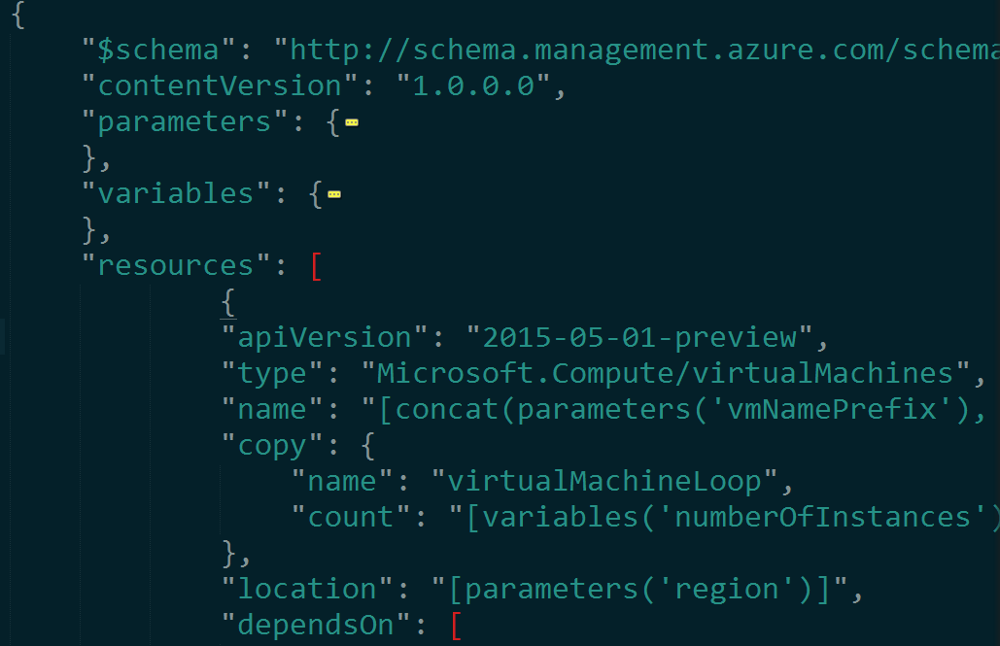 {
"$schema": "http://schema.management.azure.com/schema
"contentVersion": "1.0.0.0",
"parameters": {
},
"variables": {
},
"resources": [
{
"apiVersion": "2015-05-01-preview",
"type": "Microsoft.Compute/virtualMachines",
"name": "[concat(parameters('vmNamePrefix'),
"copy": {
"name": "virtualMachineLoop",
"count": "[variables('numberOfInstances')
},
"location": "[parameters('region')]",
"dependsOn": [